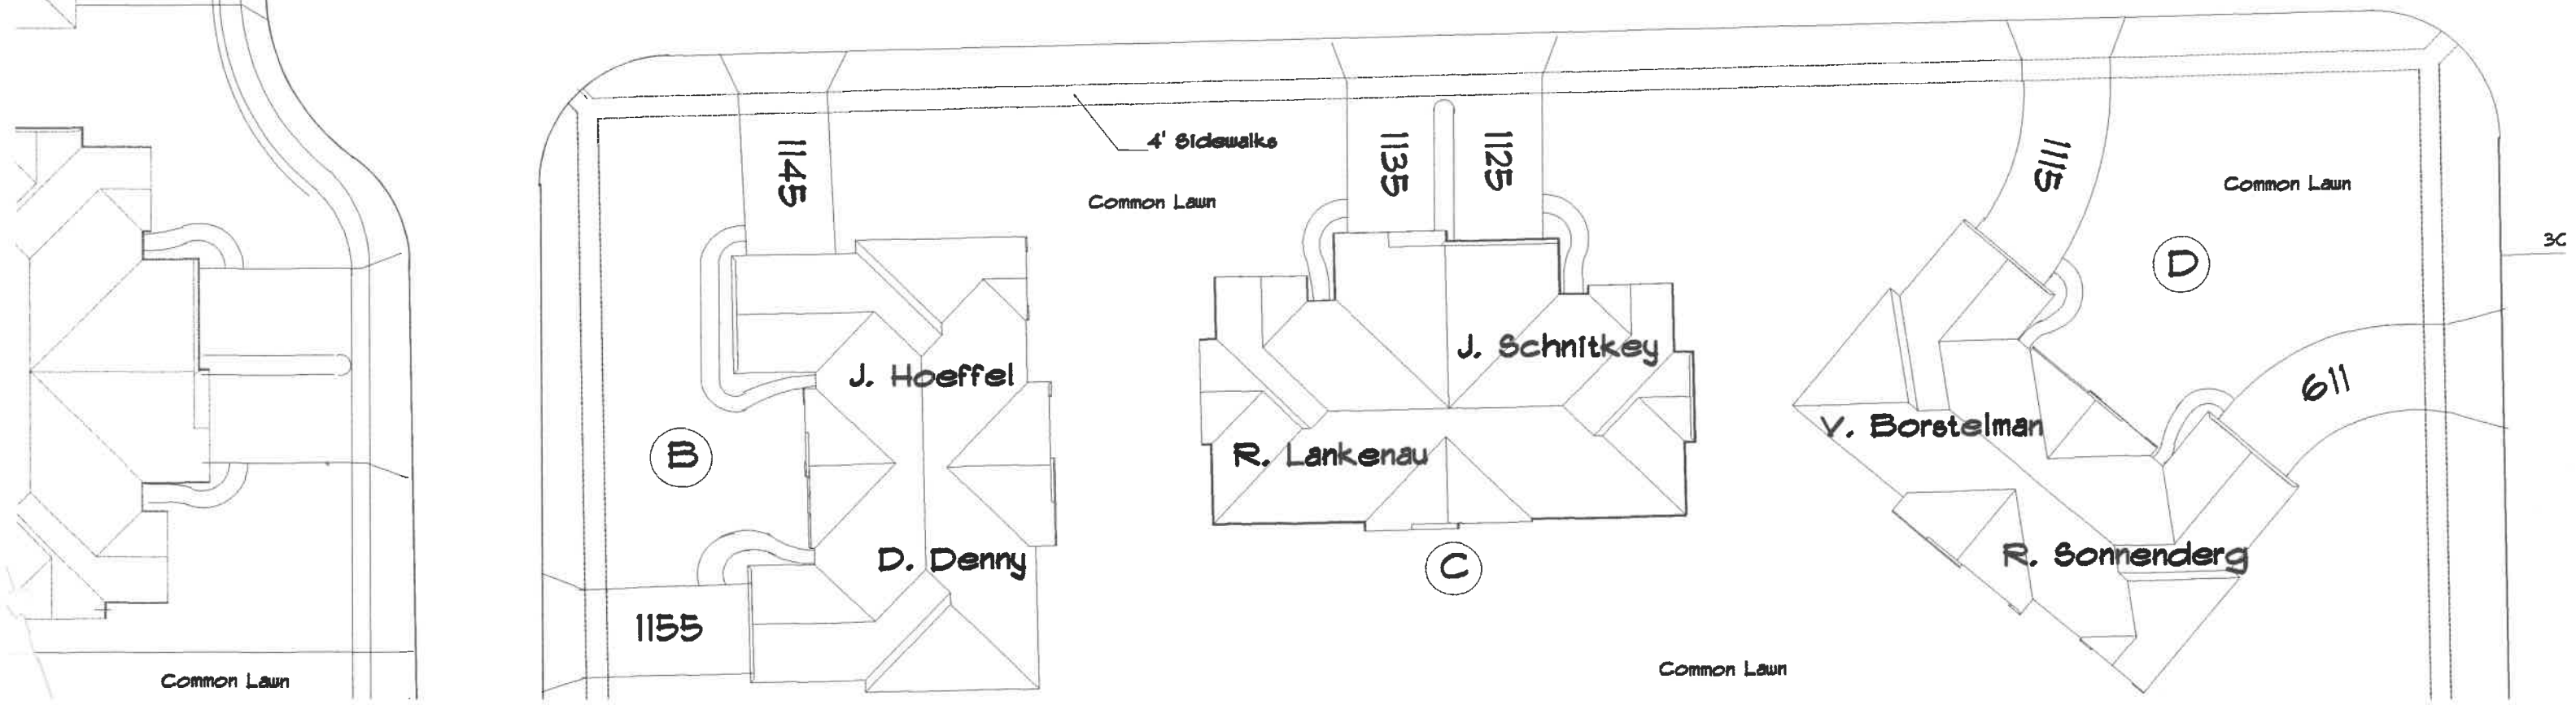 1145
4' Sidewalks
1135
1125
1115
Common Lawn
Common Lawn
D
3C
J. Hoeffel
J. Schnitkey
611
B
R. Lankenau
V. Borstelman
D. Denny
C
R. Sonnenderg
1155
Common Lawn
Common Lawn